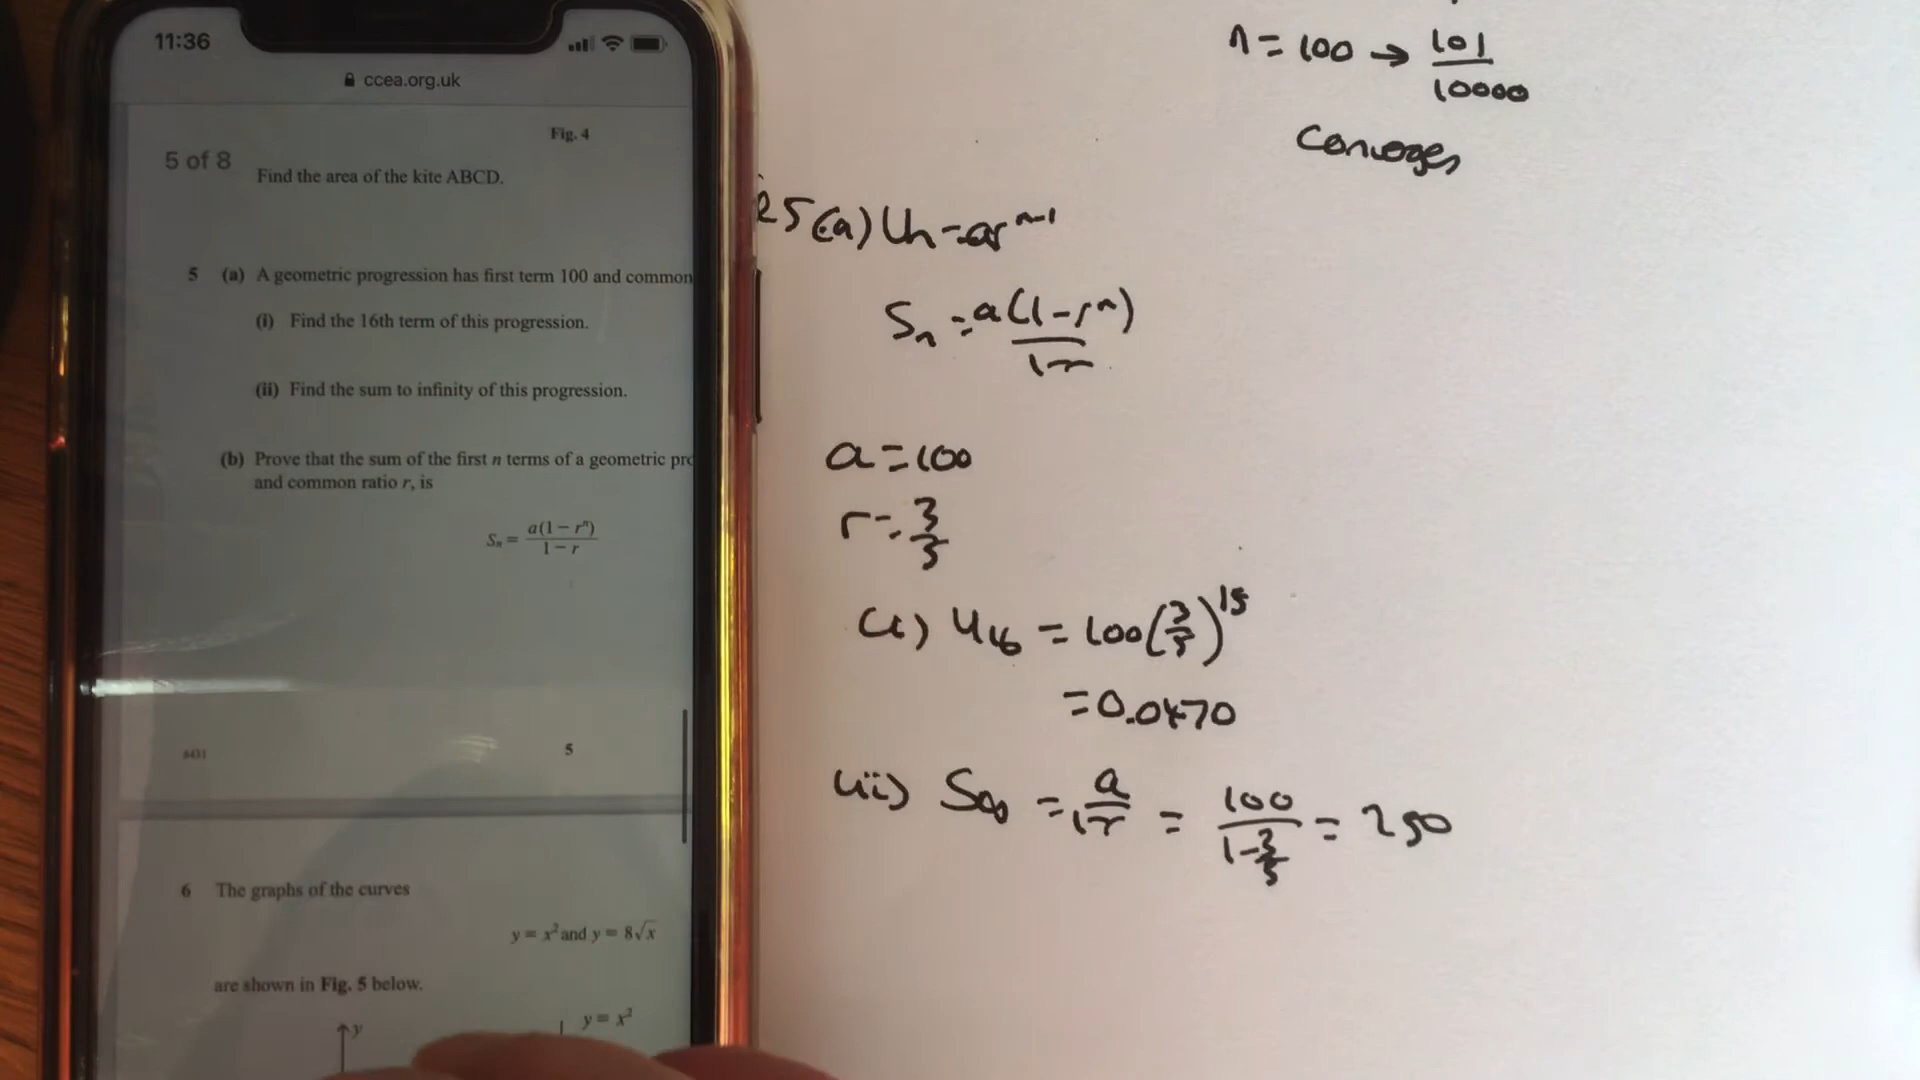 11:36
ccea.org.uk
Fig. 4
5 of 8
Find the area of the kite ABCD.
5 (a) A geometric progression has first term 100 and common
(i) Find the 16th term of this progression.
(ii) Find the sum to infinity of this progression.
(b) Prove that the sum of the first n terms of a geometric pro
and common ratio r, is
Sₙ = a(1 − rⁿ) / 1 − r
5
6 The graphs of the curves
y = x² and y = 8√x
are shown in Fig. 5 below.
y
y = x²
n = 100 → 101/10000
Converges
5(a) Un = arⁿ⁻¹
Sₙ = a(1 − rⁿ) / 1−r
a = 100
r = 3/5
(i) U16 = 100(3/5)¹⁵
= 0.0470
(ii) S∞ = a/1−r = 100/1−3/5 = 250